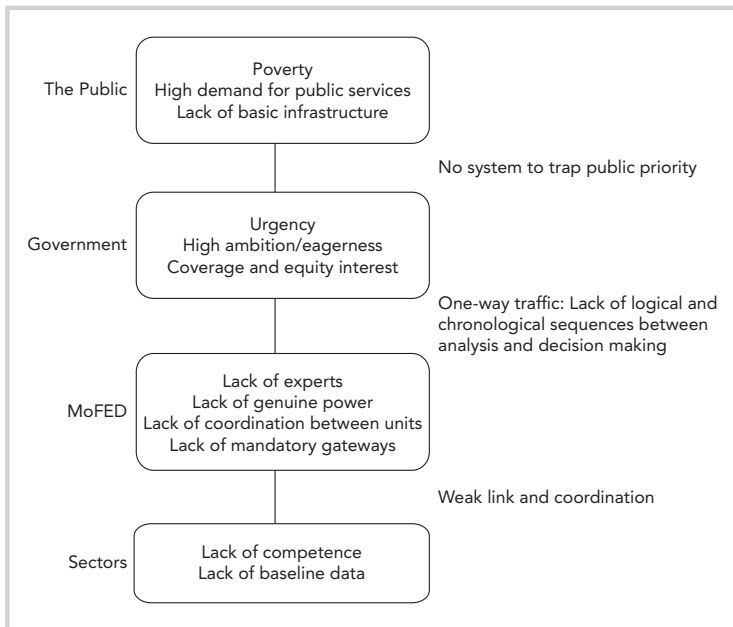 The Public
Poverty
High demand for public services
Lack of basic infrastructure
No system to trap public priority
Government
Urgency
High ambition/eagerness
Coverage and equity interest
One-way traffic: Lack of logical and
chronological sequences between
analysis and decision making
MoFED
Lack of experts
Lack of genuine power
Lack of coordination between units
Lack of mandatory gateways
Weak link and coordination
Sectors
Lack of competence
Lack of baseline data